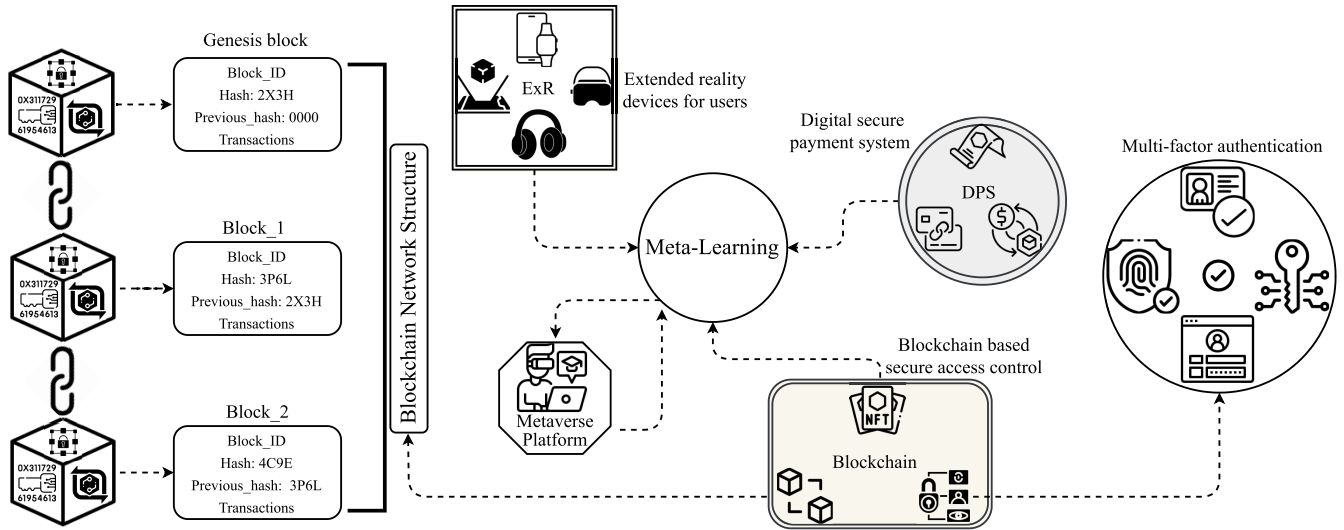 Genesis block
0X311729
61954613
Block_ID
Hash: 2X3H
Previous_hash: 0000
Transactions
Block_1
0X311729
61954613
Block_ID
Hash: 3P6L
Previous_hash: 2X3H
Transactions
Block_2
0X311729
61954613
Block_ID
Hash: 4C9E
Previous_hash: 3P6L
Transactions
Blockchain Network Structure
ExR
Extended reality
devices for users
Meta-Learning
Metaverse
Platform
Digital secure
payment system
DPS
$
Blockchain based
secure access control
NFT
Blockchain
Multi-factor authentication